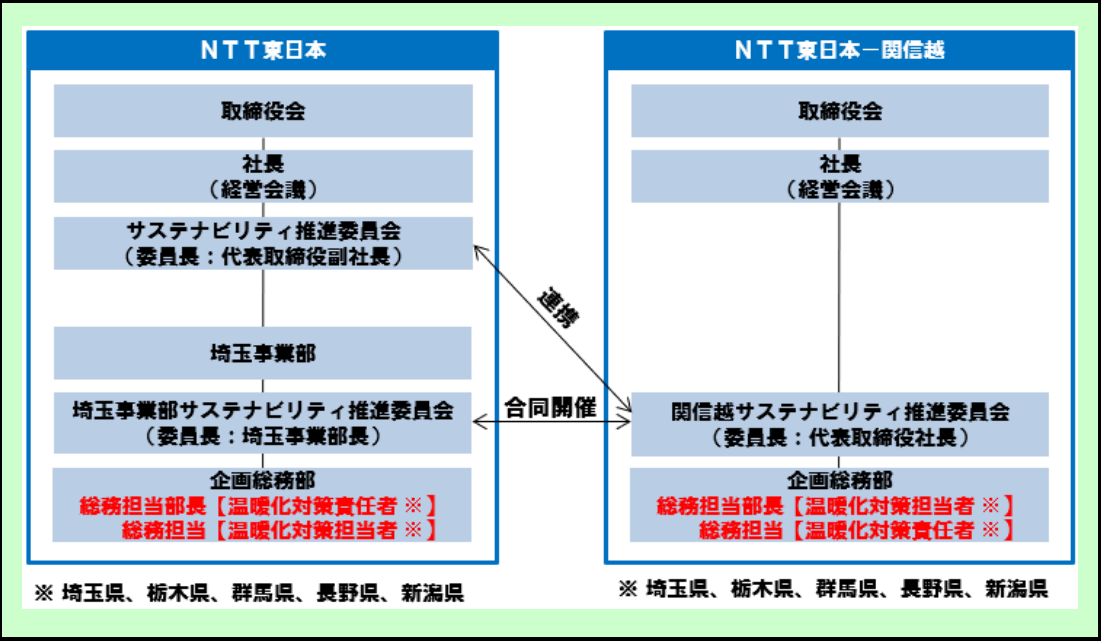 NTT東日本
取締役会
社長
（経営会議）
サステナビリティ推進委員会
（委員長：代表取締役副社長）
埼玉事業部
埼玉事業部サステナビリティ推進委員会
（委員長：埼玉事業部長）
企画総務部
総務担当部長【温暖化対策責任者 ※】
総務担当【温暖化対策担当者 ※】
※ 埼玉県、栃木県、群馬県、長野県、新潟県
連携
合同開催
NTT東日本－関信越
取締役会
社長
（経営会議）
関信越サステナビリティ推進委員会
（委員長：代表取締役社長）
企画総務部
総務担当部長【温暖化対策担当者 ※】
総務担当【温暖化対策責任者 ※】
※ 埼玉県、栃木県、群馬県、長野県、新潟県